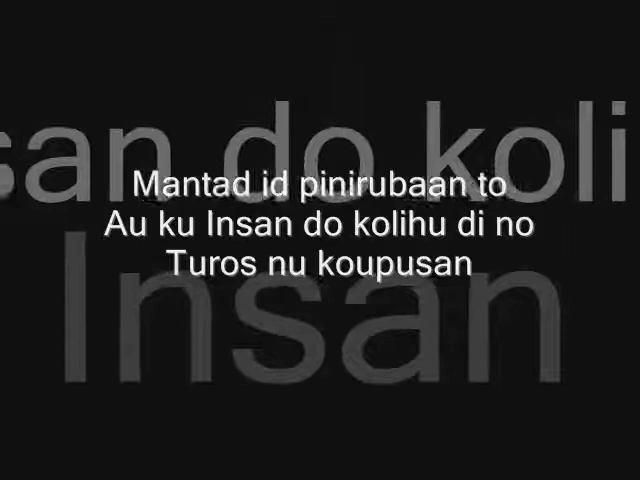 san do koli
Mantad id pinirubaan to
Au ku Insan do kolihu di no
Turos nu koupusan
Insan